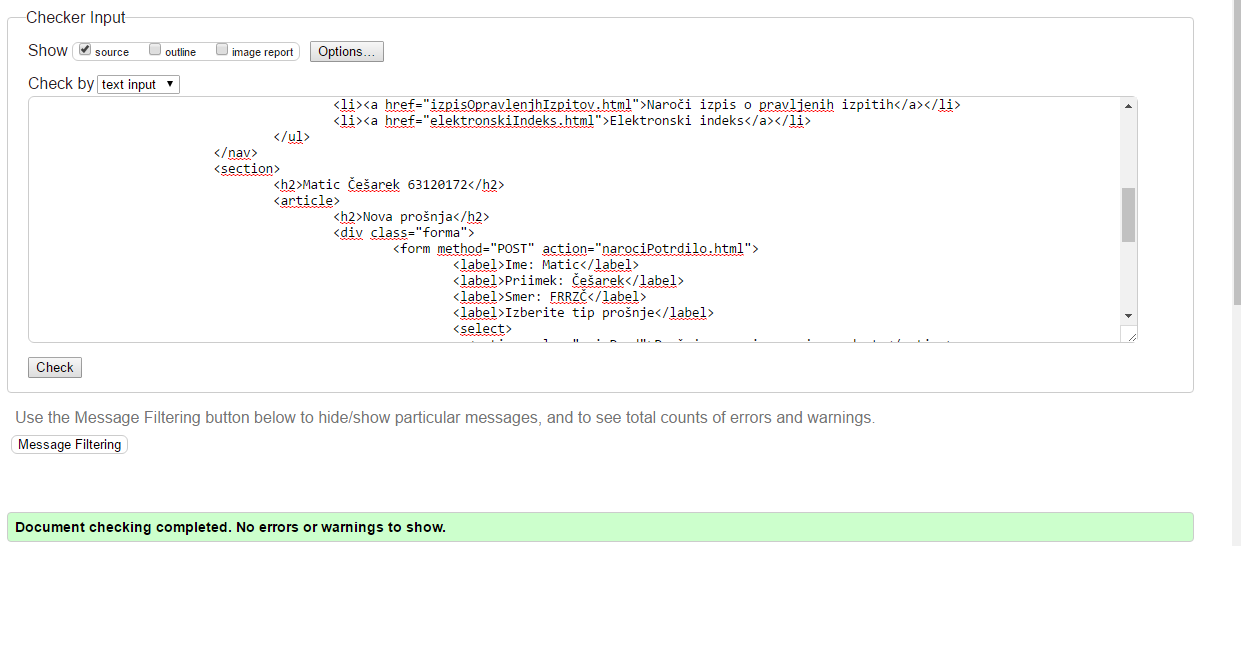 Checker Input
Show source outline image report Options...
Check by text input
<li><a href="izpisOpravlenjhIzpitov.html">Naroči izpis o pravljenih izpitih</a></li>
<li><a href="elektronskiIndeks.html">Elektronski indeks</a></li>
</ul>
</nav>
<section>
<h2>Matic Češarek 63120172</h2>
<article>
<h2>Nova prošnja</h2>
<div class="forma">
<form method="POST" action="narociPotrdilo.html">
<label>Ime: Matic</label>
<label>Priimek: Češarek</label>
<label>Smer: FRRZČ</label>
<label>Izberite tip prošnje</label>
<select>
Check
Use the Message Filtering button below to hide/show particular messages, and to see total counts of errors and warnings.
Message Filtering
Document checking completed. No errors or warnings to show.